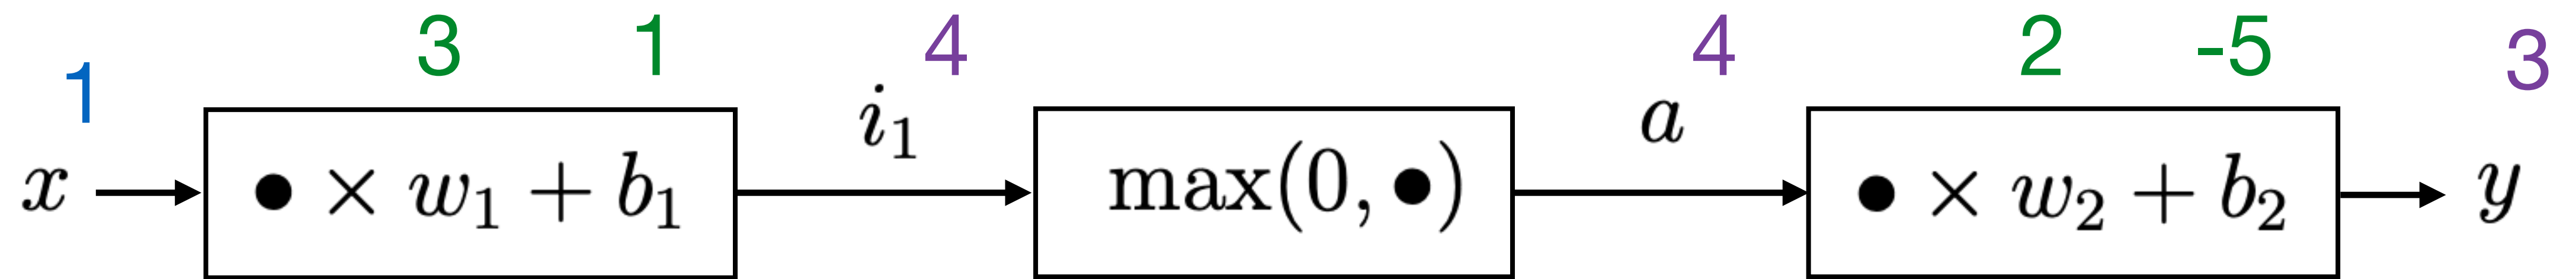 3 1 4 4 2 -5 3
1 i₁ a
x • × w₁ + b₁ max(0, •) • × w₂ + b₂ y